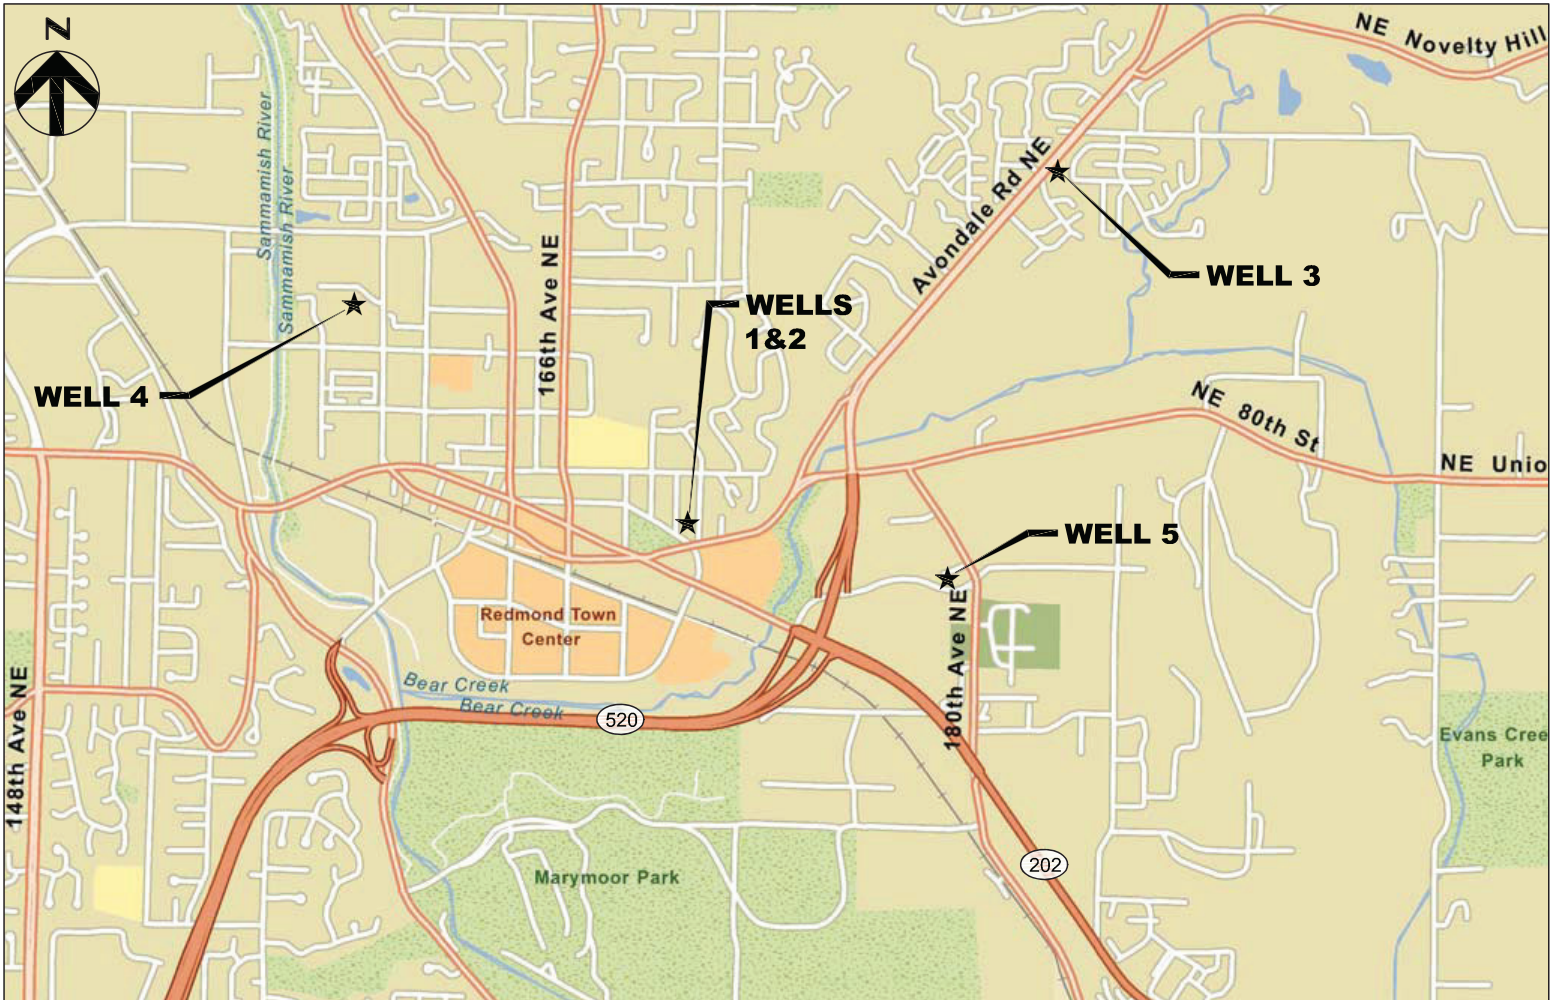 N
NE Novelty Hill
Sammamish River
Sammamish River
Avondale Rd NE
166th Ave NE
WELL 3
WELLS
1&2
WELL 4
NE 80th St
NE Unio
WELL 5
Redmond Town
Center
180th Ave NE
148th Ave NE
Bear Creek
Bear Creek
520
Evans Cree
Park
202
Marymoor Park